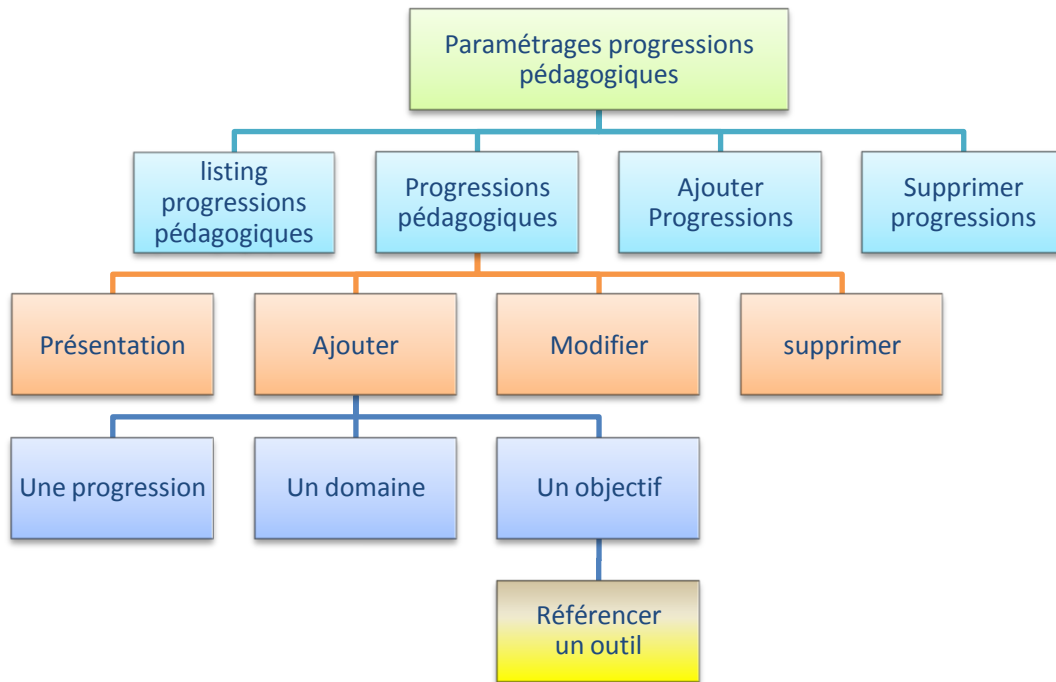 Paramétrages progressions
pédagogiques
listing
progressions
pédagogiques
Progressions
pédagogiques
Ajouter
Progressions
Supprimer
progressions
Présentation
Ajouter
Modifier
supprimer
Une progression
Un domaine
Un objectif
Référencer
un outil